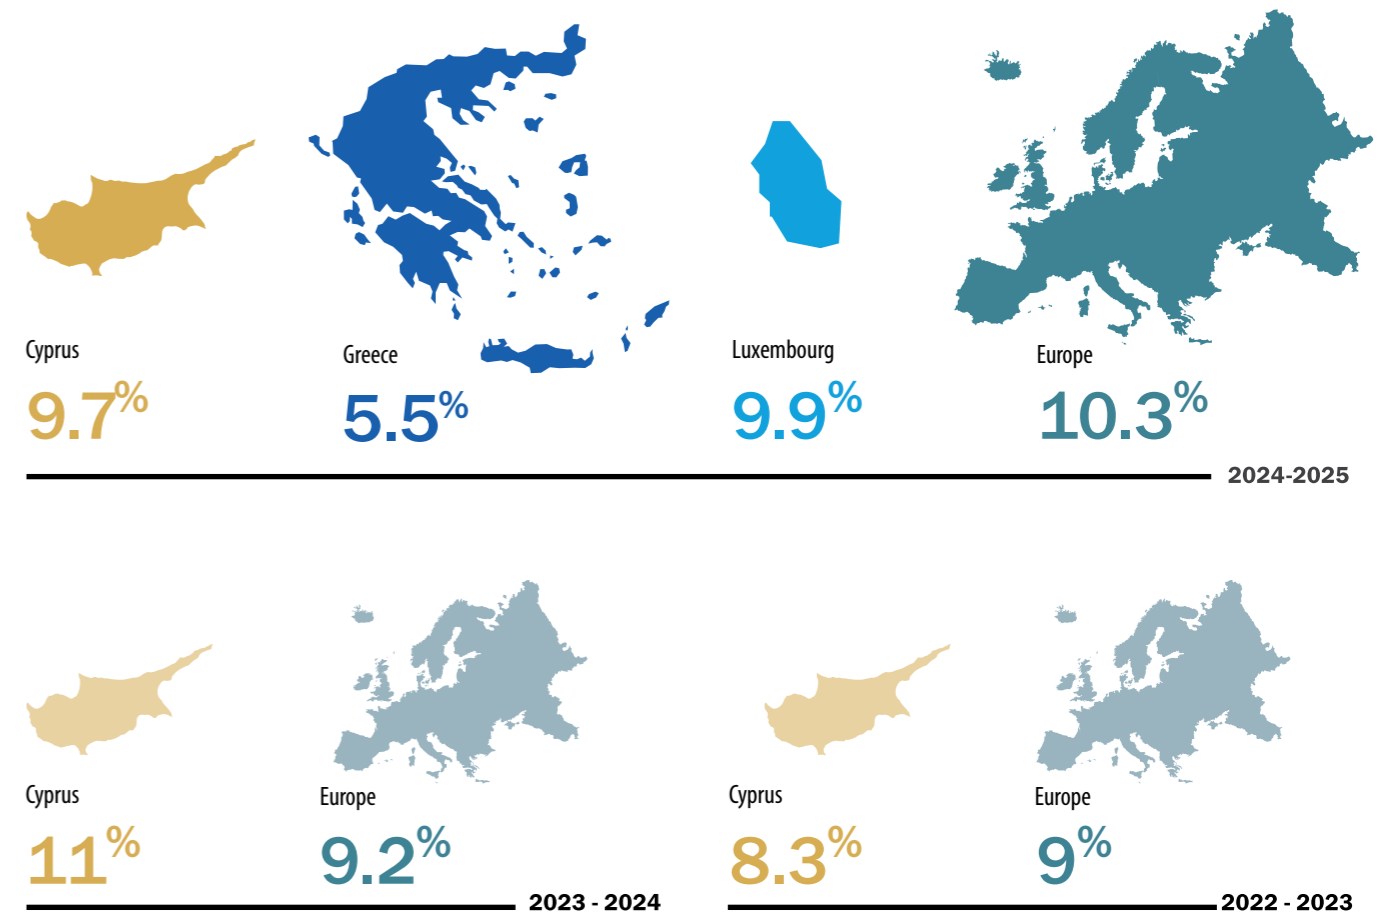 Cyprus
9.7%
Greece
5.5%
Luxembourg
9.9%
Europe
10.3%
2024-2025
Cyprus
11%
Europe
9.2%
2023 - 2024
Cyprus
8.3%
Europe
9%
2022 - 2023